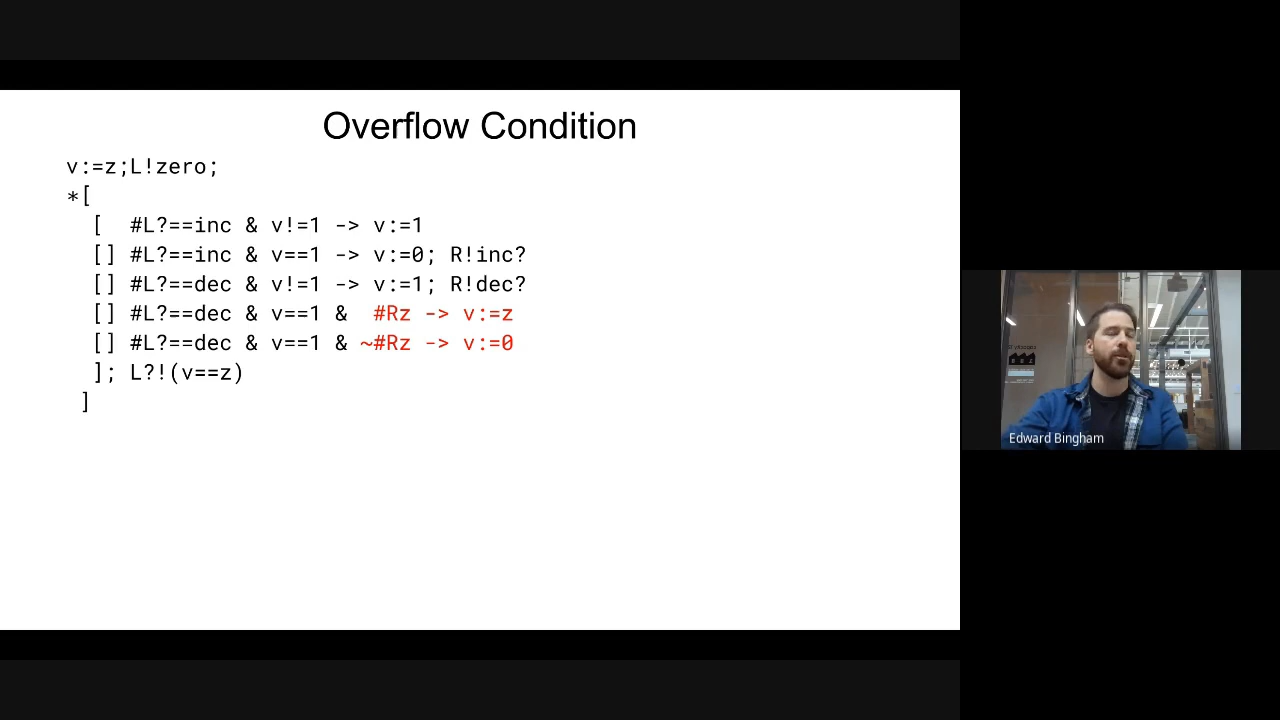 Overflow Condition
v:=z;L!zero;
*[
[ #L?==inc & v!=1 -> v:=1
[] #L?==inc & v==1 -> v:=0; R!inc?
[] #L?==dec & v!=1 -> v:=1; R!dec?
[] #L?==dec & v==1 & #Rz -> v:=z
[] #L?==dec & v==1 & ~#Rz -> v:=0
]; L?!(v==z)
]
Edward Bingham